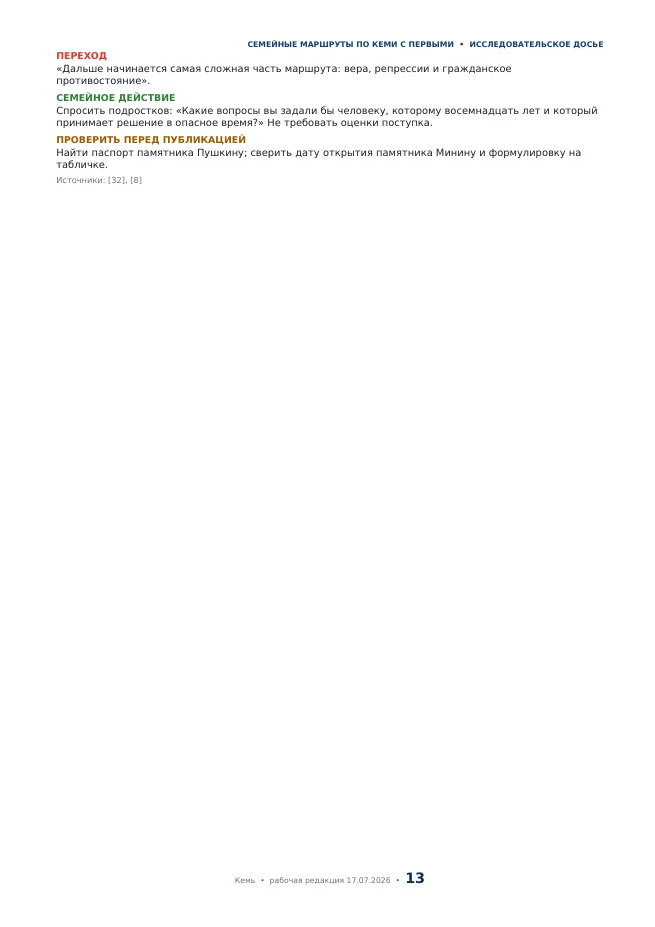 СЕМЕЙНЫЕ МАРШРУТЫ ПО КЕМИ С ПЕРВЫМИ • ИССЛЕДОВАТЕЛЬСКОЕ ДОСЬЕ
ПЕРЕХОД
«Дальше начинается самая сложная часть маршрута: вера, репрессии и гражданское
противостояние».
СЕМЕЙНОЕ ДЕЙСТВИЕ
Спросить подростков: «Какие вопросы вы задали бы человеку, которому восемнадцать лет и который
принимает решение в опасное время?» Не требовать оценки поступка.
ПРОВЕРИТЬ ПЕРЕД ПУБЛИКАЦИЕЙ
Найти паспорт памятника Пушкину; сверить дату открытия памятника Минину и формулировку на
табличке.
Источники: [32], [8]
Кемь • рабочая редакция 17.07.2026 • 13